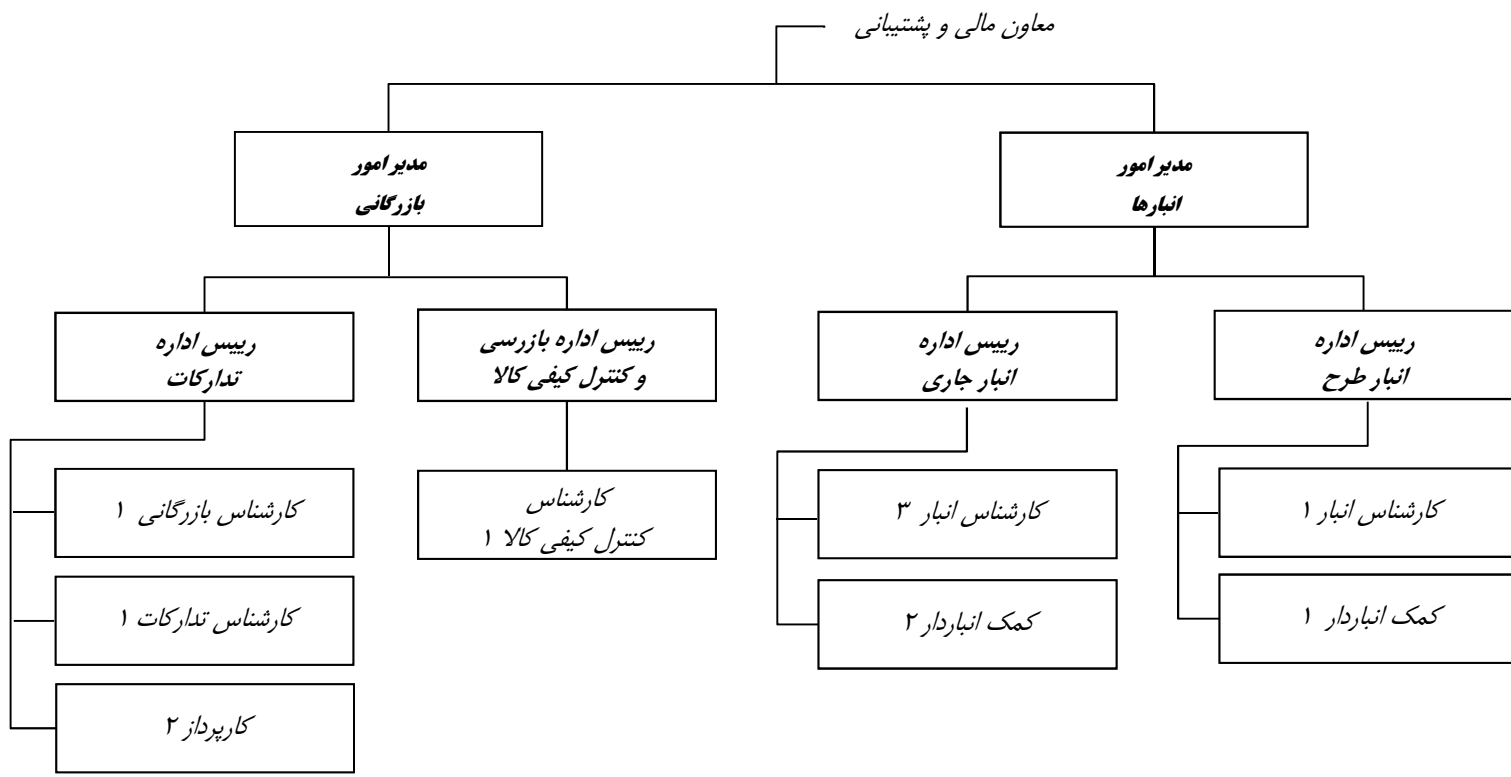 معاون مالی و پشتیبانی
مدیر امور
انبارها
مدیر امور
بازرگانی
رییس اداره
انبار طرح
رییس اداره
انبار جاری
رییس اداره بازرسی
و کنترل کیفی کالا
رییس اداره
تدارکات
کارشناس انبار ۱
کمک انباردار ۱
کارشناس انبار ۳
کمک انباردار ۲
کارشناس
کنترل کیفی کالا ۱
کارشناس بازرگانی ۱
کارشناس تدارکات ۱
کارپرداز ۲